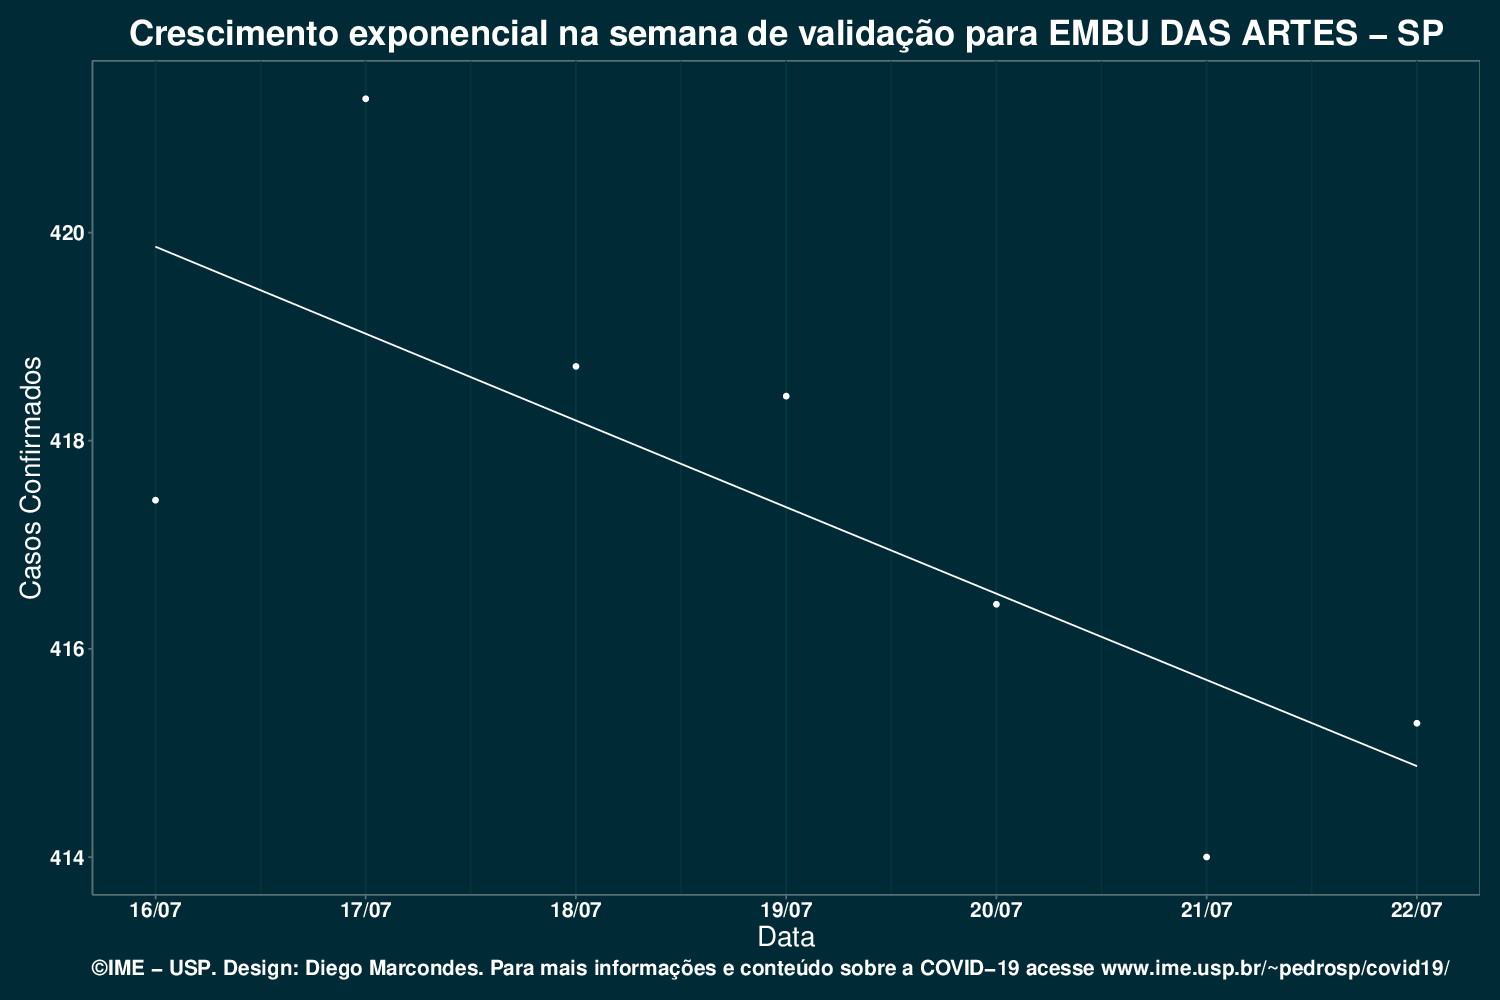 Crescimento exponencial na semana de validação para EMBU DAS ARTES – SP
Casos Confirmados
420
418
416
414
16/07 17/07 18/07 19/07 20/07 21/07 22/07
Data
©IME – USP. Design: Diego Marcondes. Para mais informações e conteúdo sobre a COVID–19 acesse www.ime.usp.br/~pedrosp/covid19/